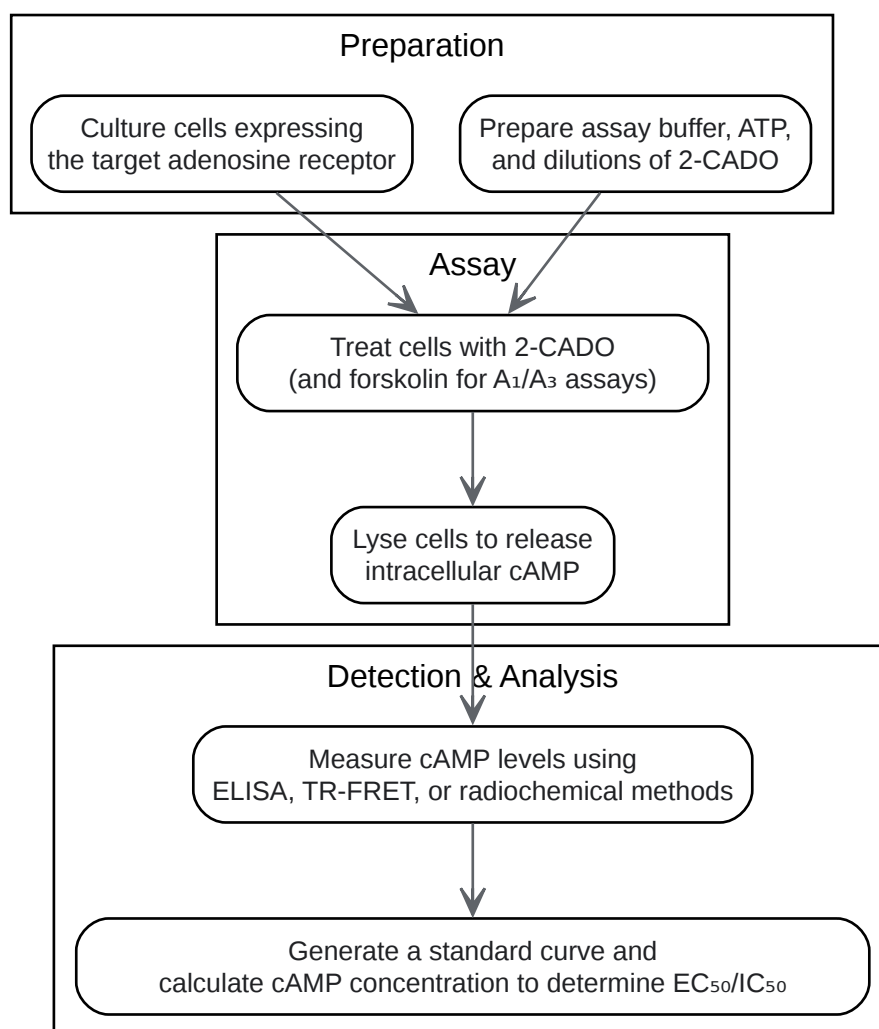 Preparation
Culture cells expressing
the target adenosine receptor
Prepare assay buffer, ATP,
and dilutions of 2-CADO
Assay
Treat cells with 2-CADO
(and forskolin for A₁/A₃ assays)
Lyse cells to release
intracellular cAMP
Detection & Analysis
Measure cAMP levels using
ELISA, TR-FRET, or radiochemical methods
Generate a standard curve and
calculate cAMP concentration to determine EC₅₀/IC₅₀